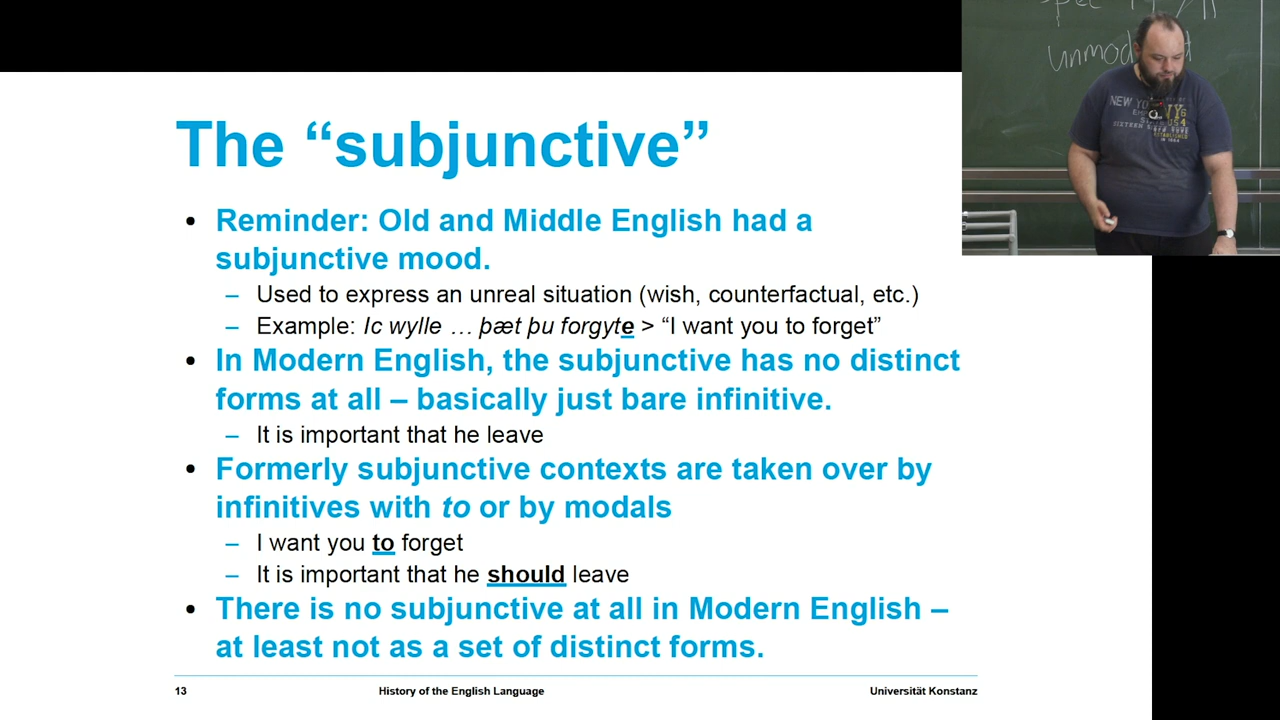 The “subjunctive”
• Reminder: Old and Middle English had a
subjunctive mood.
– Used to express an unreal situation (wish, counterfactual, etc.)
– Example: Ic wylle … þæt þu forgyte > “I want you to forget”
• In Modern English, the subjunctive has no distinct
forms at all – basically just bare infinitive.
– It is important that he leave
• Formerly subjunctive contexts are taken over by
infinitives with to or by modals
– I want you to forget
– It is important that he should leave
• There is no subjunctive at all in Modern English –
at least not as a set of distinct forms.
13 History of the English Language Universität Konstanz
NEW YO